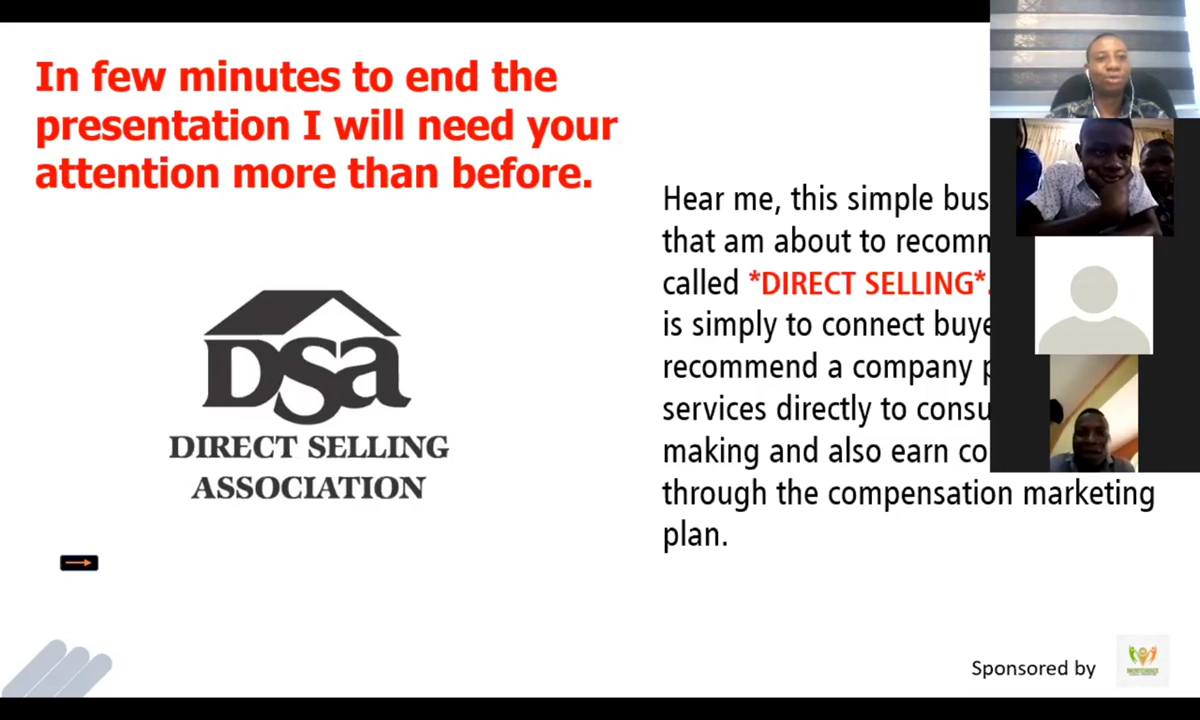 In few minutes to end the
presentation I will need your
attention more than before.
Hear me, this simple bus
that am about to recom
called *DIRECT SELLING*.
is simply to connect buye
recommend a company
services directly to consu
making and also earn co
through the compensation marketing
plan.
DSa
DIRECT SELLING
ASSOCIATION
Sponsored by